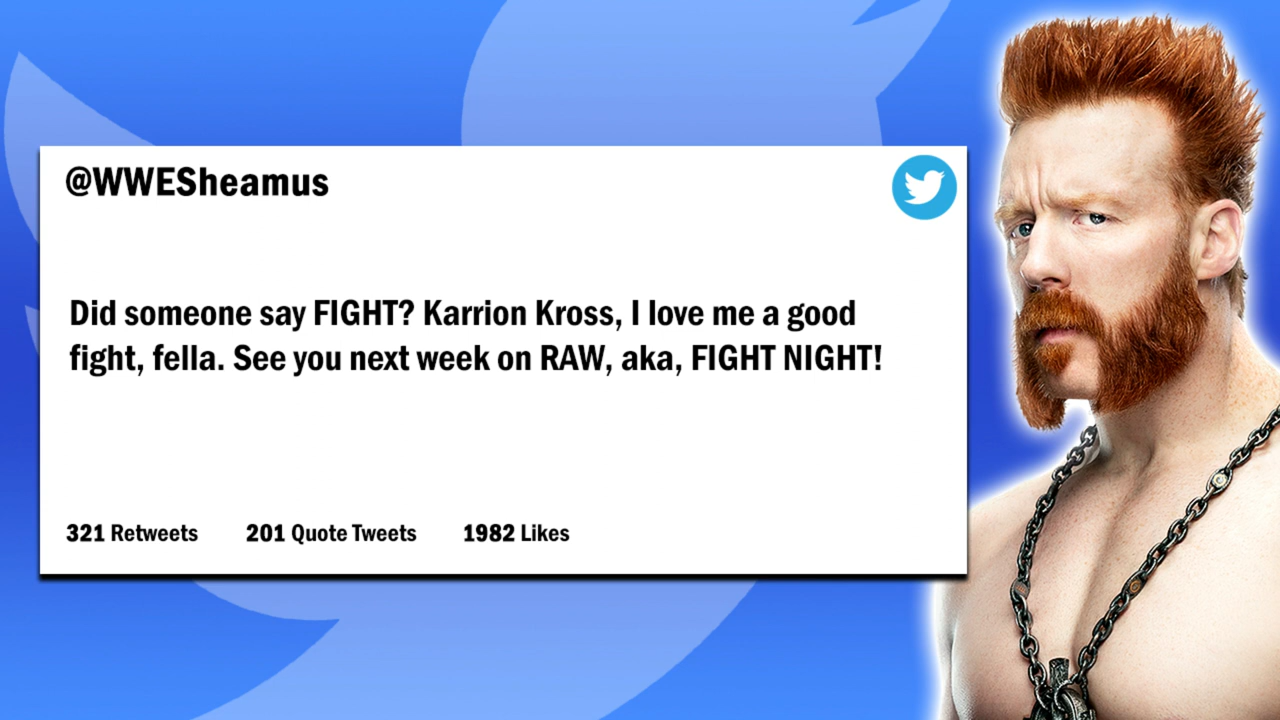 @WWESheamus
Did someone say FIGHT? Karrion Kross, I love me a good
fight, fella. See you next week on RAW, aka, FIGHT NIGHT!
321 Retweets 201 Quote Tweets 1982 Likes